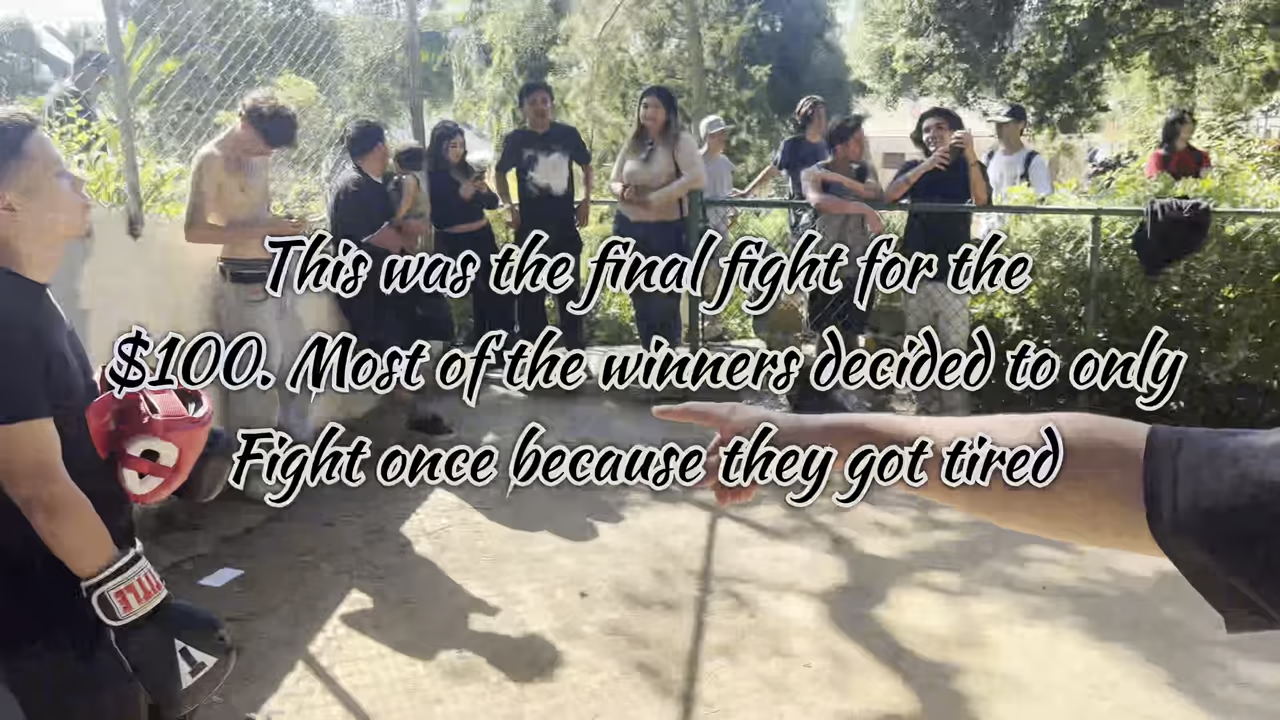 This was the final fight for the
$100. Most of the winners decided to only
Fight once because they got tired
TITLE
T